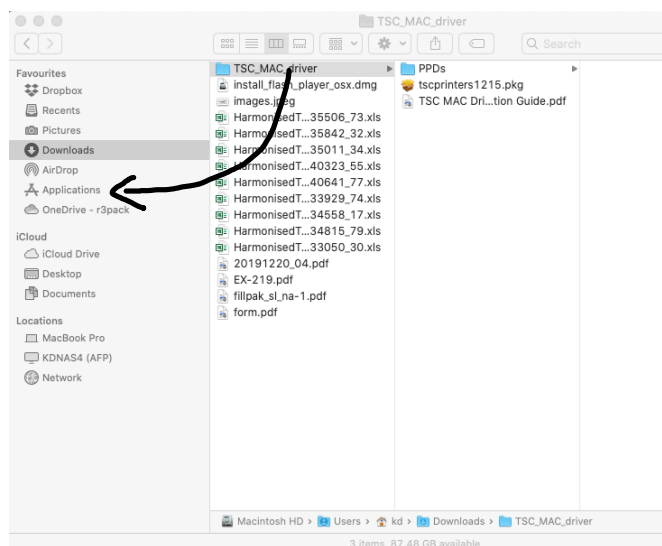 TSC_MAC_driver
Search
Favourites
Dropbox
Recents
Pictures
Downloads
AirDrop
Applications
OneDrive - r3pack
iCloud
iCloud Drive
Desktop
Documents
Locations
MacBook Pro
KDNAS4 (AFP)
Network
TSC_MAC_driver
install_flash_player_osx.dmg
images.jpeg
HarmonisedT...35506_73.xls
HarmonisedT...35842_32.xls
HarmonisedT...35011_34.xls
HarmonisedT...40323_55.xls
HarmonisedT...40641_77.xls
HarmonisedT...33929_74.xls
HarmonisedT...34558_17.xls
HarmonisedT...34815_79.xls
HarmonisedT...33050_30.xls
20191220_04.pdf
EX-219.pdf
fillpak_sl_na-1.pdf
form.pdf
PPDs
tscprinters1215.pkg
TSC MAC Dri...tion Guide.pdf
Macintosh HD › Users › kd › Downloads › TSC_MAC_driver
3 items, 87.48 GB available